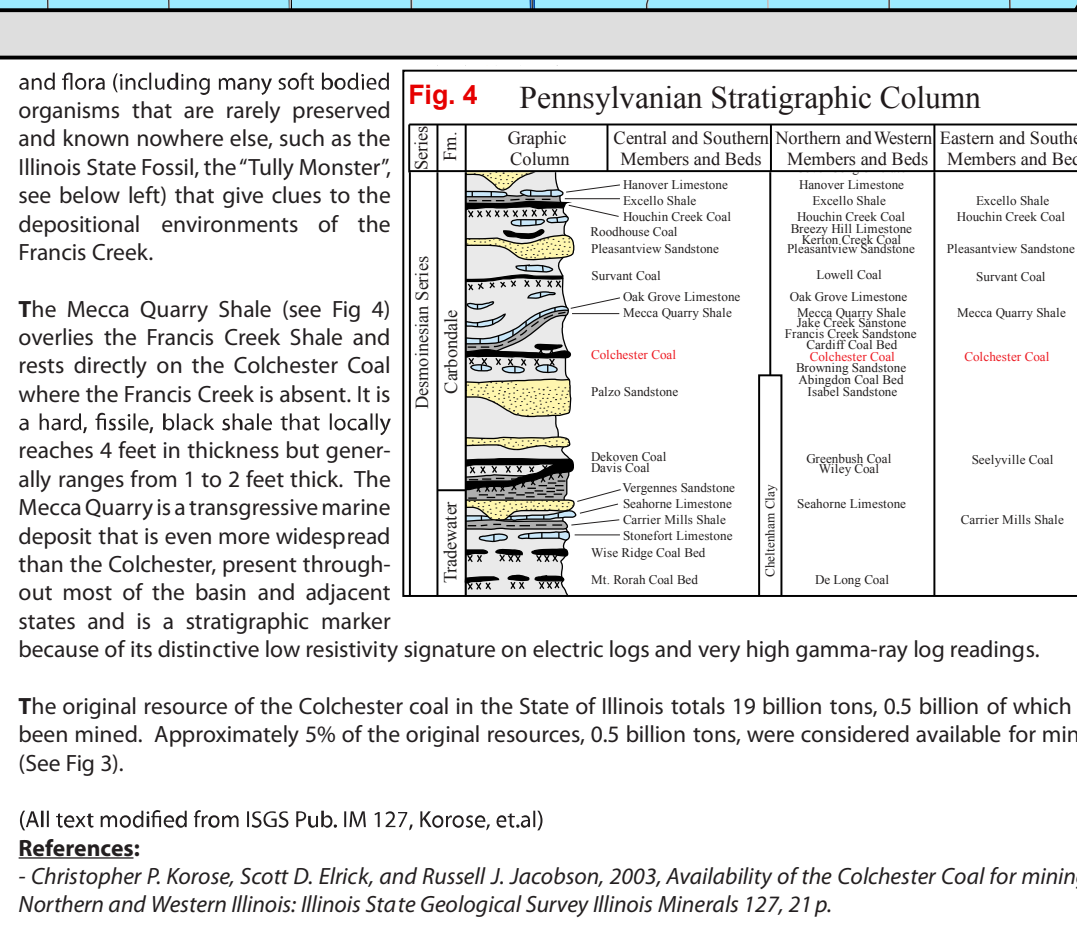 and flora (including many soft bodied
organisms that are rarely preserved
and known nowhere else, such as the
Illinois State Fossil, the “Tully Monster”,
see below left) that give clues to the
depositional environments of the
Francis Creek.
The Mecca Quarry Shale (see Fig 4)
overlies the Francis Creek Shale and
rests directly on the Colchester Coal
where the Francis Creek is absent. It is
a hard, fissile, black shale that locally
reaches 4 feet in thickness but gener-
ally ranges from 1 to 2 feet thick. The
Mecca Quarry is a transgressive marine
deposit that is even more widespread
than the Colchester, present through-
out most of the basin and adjacent
states and is a stratigraphic marker
because of its distinctive low resistivity signature on electric logs and very high gamma-ray log readings.
Fig. 4 Pennsylvanian Stratigraphic Column
Series
Fm.
Graphic
Column
Central and Southern
Members and Beds
Northern and Western
Members and Beds
Eastern and Southe
Members and Bed
Desmoinesian Series
Carbondale
Tradewater
Hanover Limestone
Excello Shale
Houchin Creek Coal
Roodhouse Coal
Pleasantview Sandstone
Survant Coal
Oak Grove Limestone
Mecca Quarry Shale
Colchester Coal
Palzo Sandstone
Dekoven Coal
Davis Coal
Vergennes Sandstone
Seahorne Limestone
Carrier Mills Shale
Stonefort Limestone
Wise Ridge Coal Bed
Mt. Rorah Coal Bed
Cheltenham Clay
Hanover Limestone
Excello Shale
Houchin Creek Coal
Breezy Hill Limestone
Kerton Creek Coal
Pleasantview Sandstone
Lowell Coal
Oak Grove Limestone
Mecca Quarry Shale
Jake Creek Sanstone
Francis Creek Sandstone
Cardiff Coal Bed
Colchester Coal
Browning Sandstone
Abingdon Coal Bed
Isabel Sandstone
Greenbush Coal
Wiley Coal
Seahorne Limestone
De Long Coal
Excello Shale
Houchin Creek Coal
Pleasantview Sandstone
Survant Coal
Mecca Quarry Shale
Colchester Coal
Seelyville Coal
Carrier Mills Shale
The original resource of the Colchester coal in the State of Illinois totals 19 billion tons, 0.5 billion of which
been mined. Approximately 5% of the original resources, 0.5 billion tons, were considered available for min
(See Fig 3).
(All text modified from ISGS Pub. IM 127, Korose, et.al)
References:
- Christopher P. Korose, Scott D. Elrick, and Russell J. Jacobson, 2003, Availability of the Colchester Coal for mining
Northern and Western Illinois: Illinois State Geological Survey Illinois Minerals 127, 21 p.